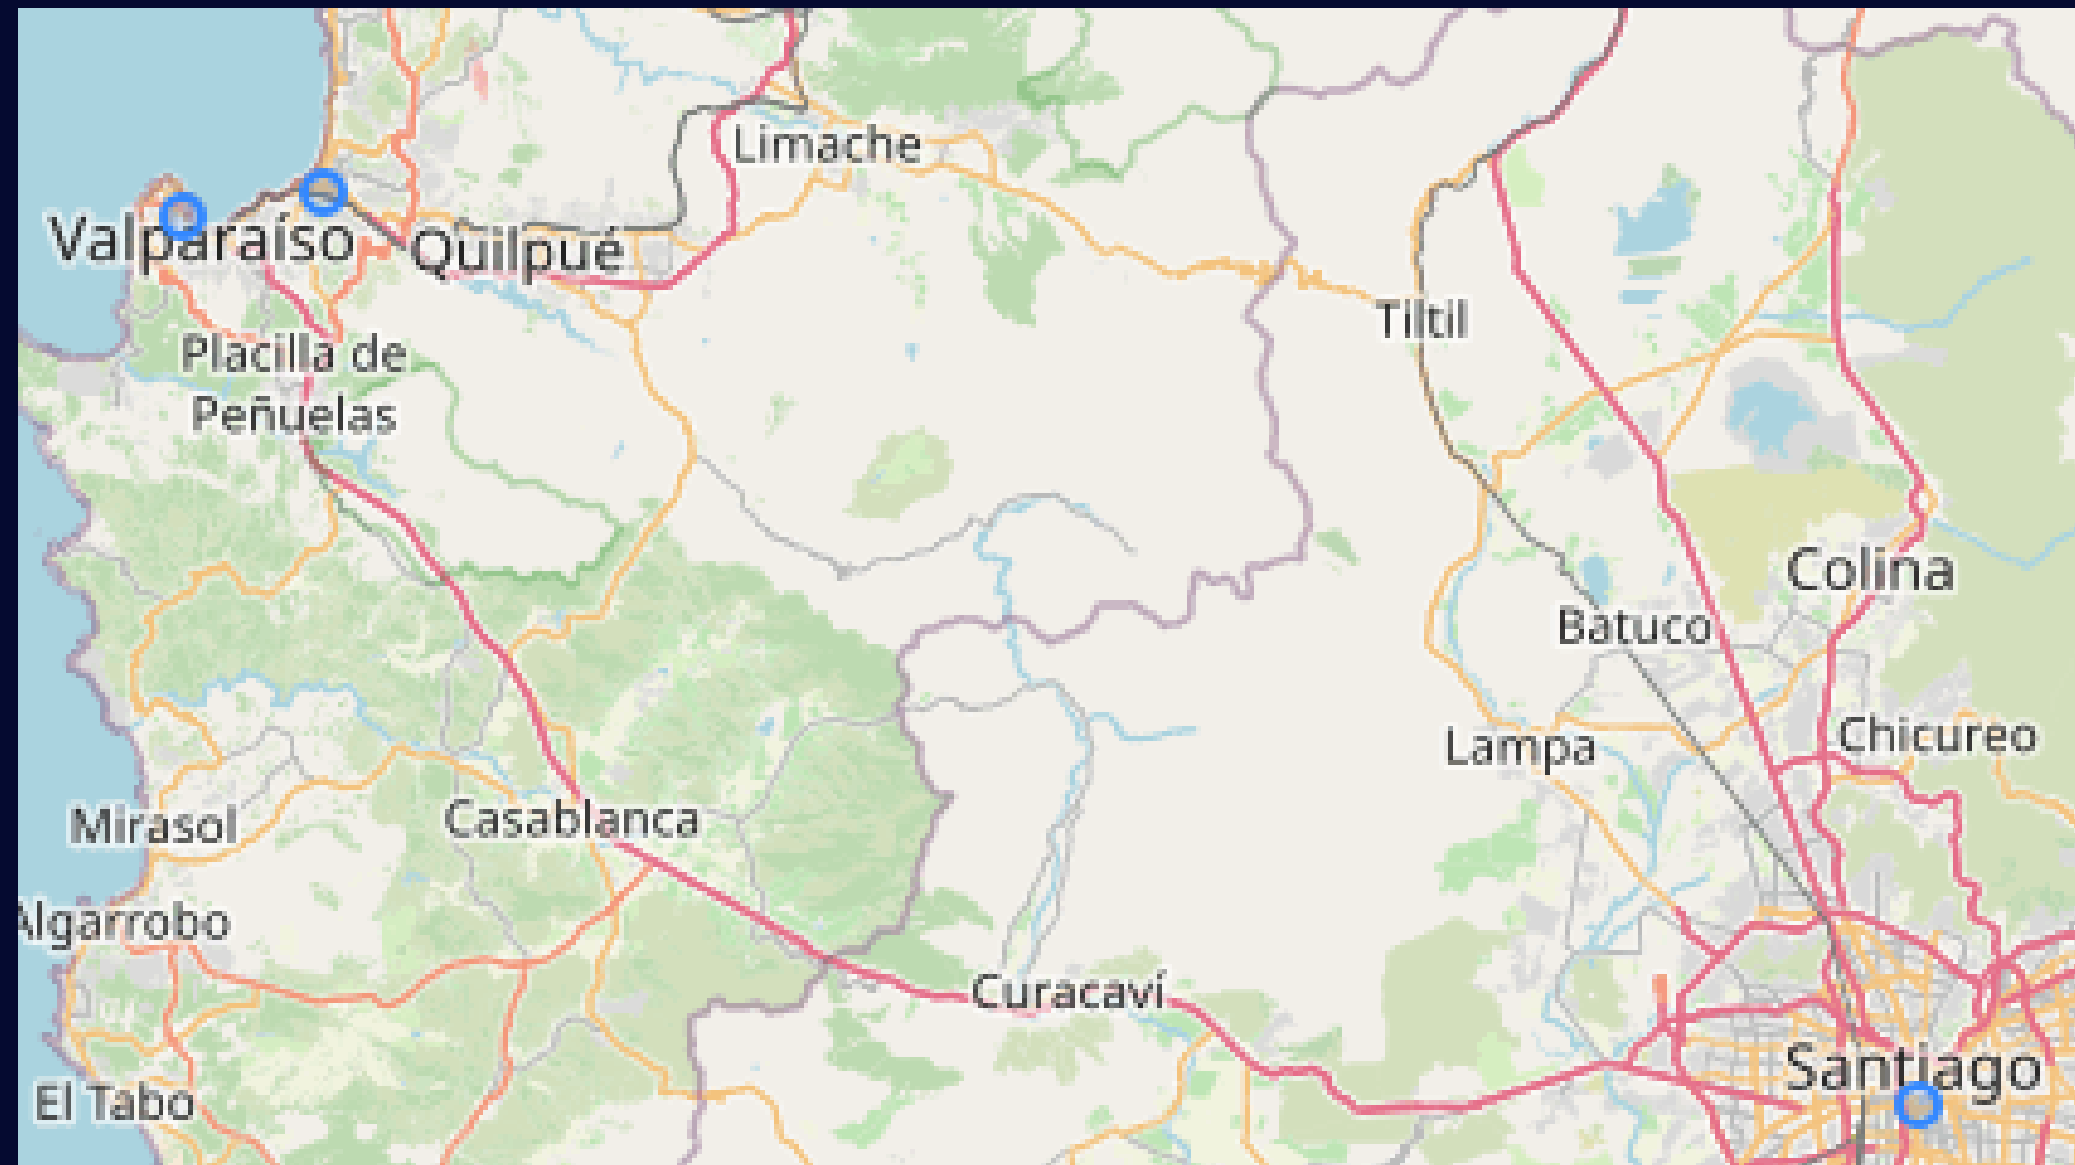 Limache
Valparaíso
Quilpué
Tiltil
Placilla de
Peñuelas
Colina
Batuco
Lampa
Chicureo
Mirasol
Casablanca
Algarrobo
Curacaví
Santiago
El Tabo